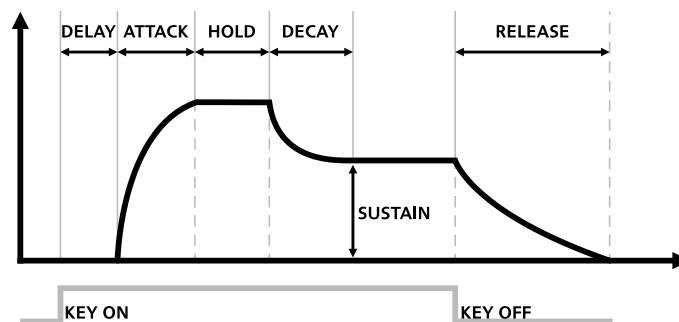 DELAY ATTACK HOLD DECAY RELEASE
SUSTAIN
KEY ON KEY OFF